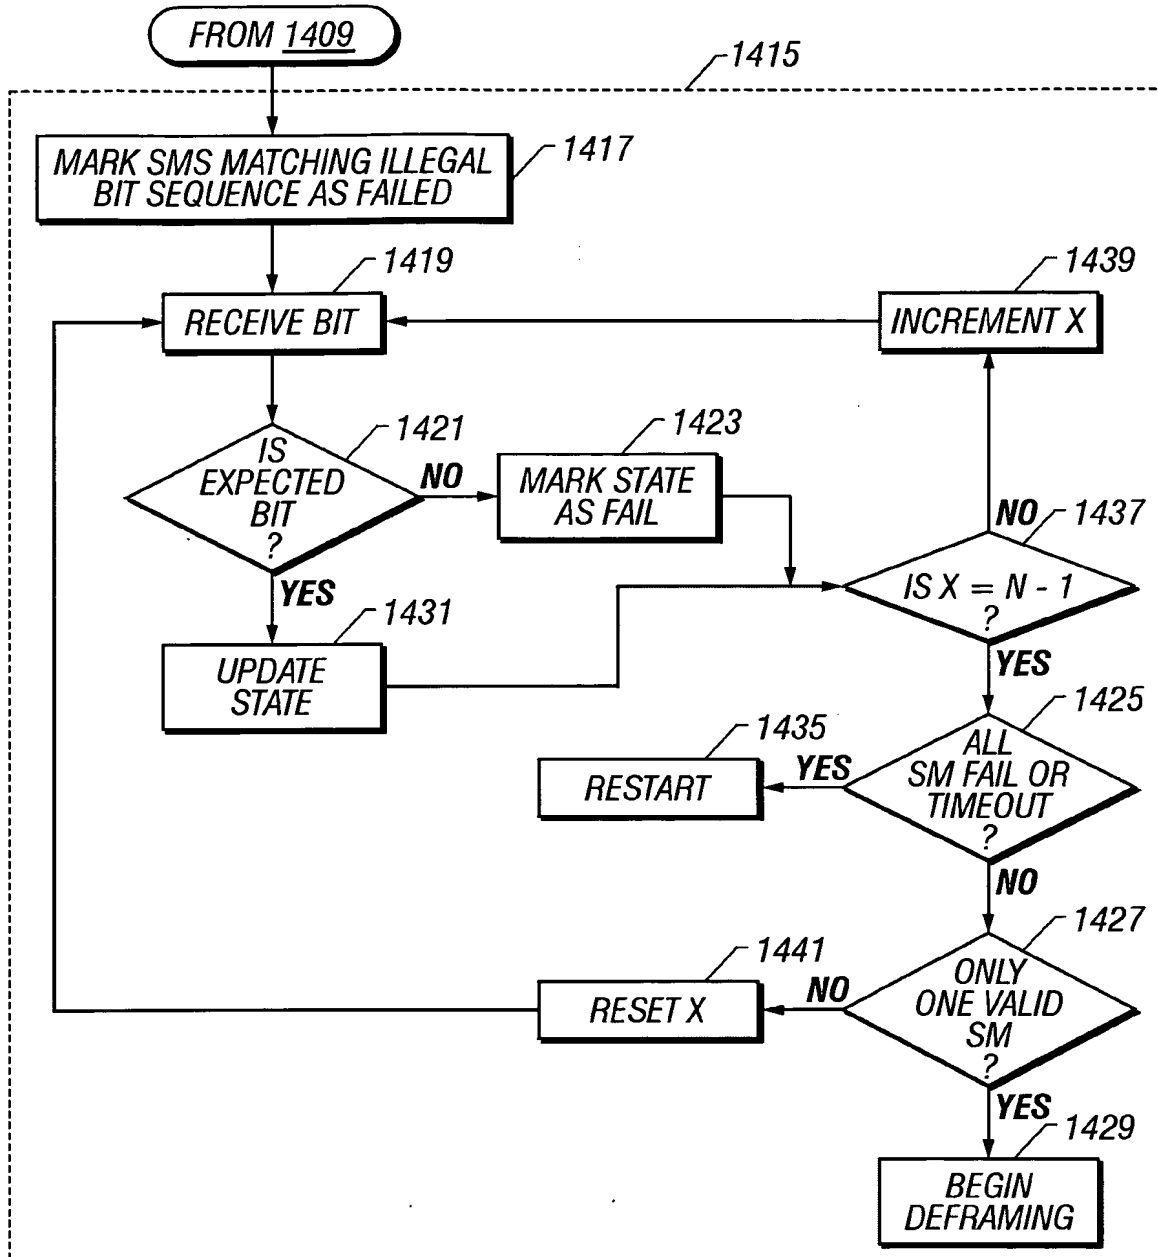 FROM 1409
1415
MARK SMS MATCHING ILLEGAL
BIT SEQUENCE AS FAILED
1417
1419
RECEIVE BIT
1439
INCREMENT X
1421
IS
EXPECTED
BIT
?
NO
1423
MARK STATE
AS FAIL
NO
1437
IS X = N - 1
?
YES
1431
UPDATE
STATE
YES
1425
ALL
SM FAIL OR
TIMEOUT
?
YES
1435
RESTART
NO
1427
ONLY
ONE VALID
SM
?
NO
1441
RESET X
YES
1429
BEGIN
DEFRAMING